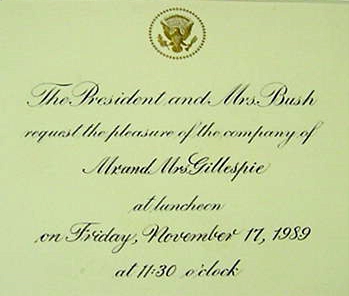 The President and Mrs. Bush
request the pleasure of the company of
Mr. and Mrs. Gillespie
at luncheon
on Friday, November 17, 1989
at 11:30 o'clock